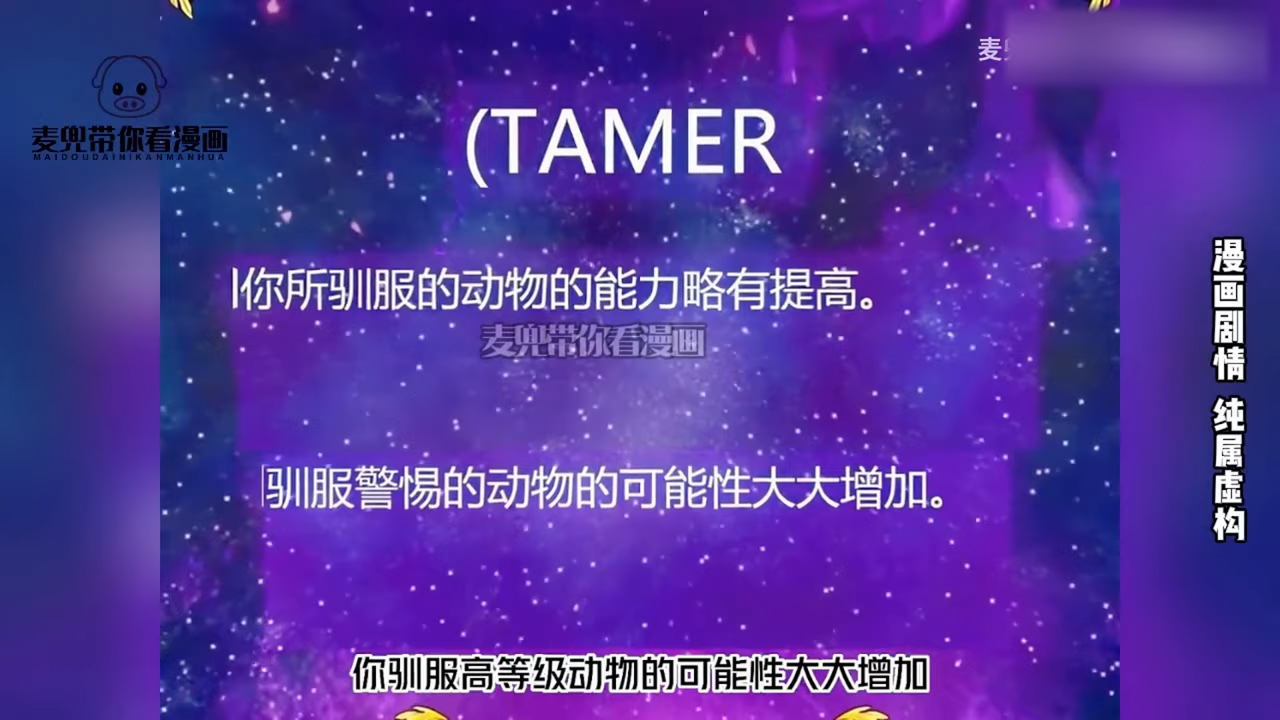 麦
麦兜带你看漫画
MAIDOUDAINIKANMANHUA
(TAMER
你所驯服的动物的能力略有提高。
麦兜带你看漫画
驯服警惕的动物的可能性大大增加。
漫画剧情 纯属虚构
你驯服高等级动物的可能性大大增加